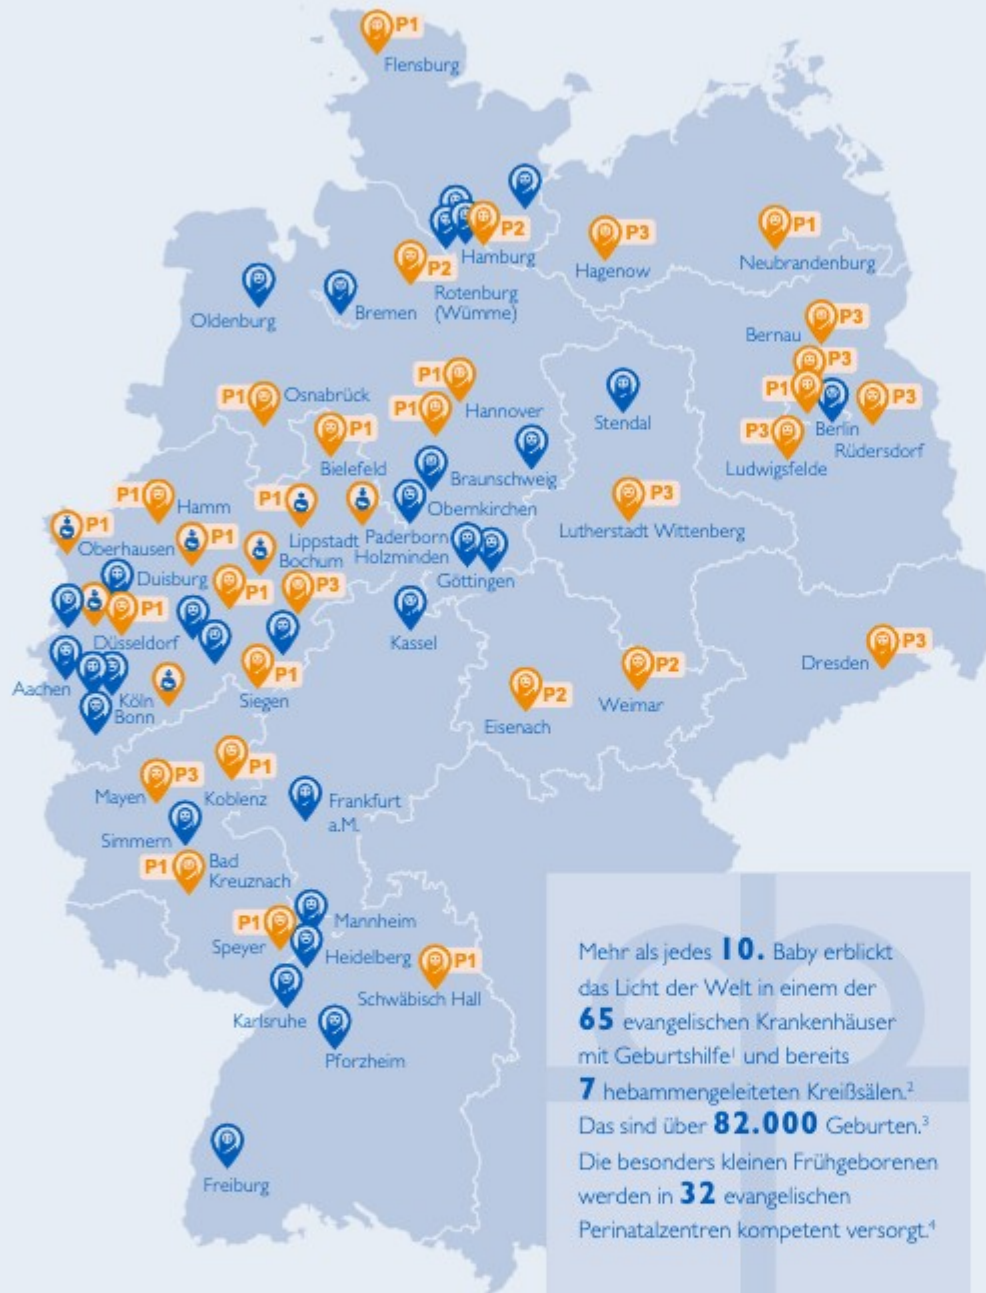 P1
Flensburg
P2
Hamburg
P3
Hagenow
P1
Neubrandenburg
P2
Rotenburg
(Wümme)
Oldenburg
Bremen
P3
Bernau
P3
P1
Berlin
P3
Rüdersdorf
P3
Ludwigsfelde
P1
Osnabrück
P1
P1
Hannover
Stendal
P1
Bielefeld
Braunschweig
P1
Hamm
P1
Lippstadt
Obernkirchen
P3
Lutherstadt Wittenberg
P1
Oberhausen
P1
Bochum
Paderborn
Holzminden
Göttingen
Duisburg
P1
P3
P1
Düsseldorf
Kassel
Aachen
Köln
Bonn
P1
Siegen
P2
Eisenach
P2
Weimar
P3
Dresden
P3
Mayen
P1
Koblenz
Frankfurt
a.M.
Simmern
P1
Bad
Kreuznach
P1
Speyer
Mannheim
Heidelberg
P1
Schwäbisch Hall
Karlsruhe
Pforzheim
Freiburg
Mehr als jedes 10. Baby erblickt
das Licht der Welt in einem der
65 evangelischen Krankenhäuser
mit Geburtshilfe¹ und bereits
7 hebammengeleiteten Kreißsälen.²
Das sind über 82.000 Geburten.³
Die besonders kleinen Frühgeborenen
werden in 32 evangelischen
Perinatalzentren kompetent versorgt.⁴